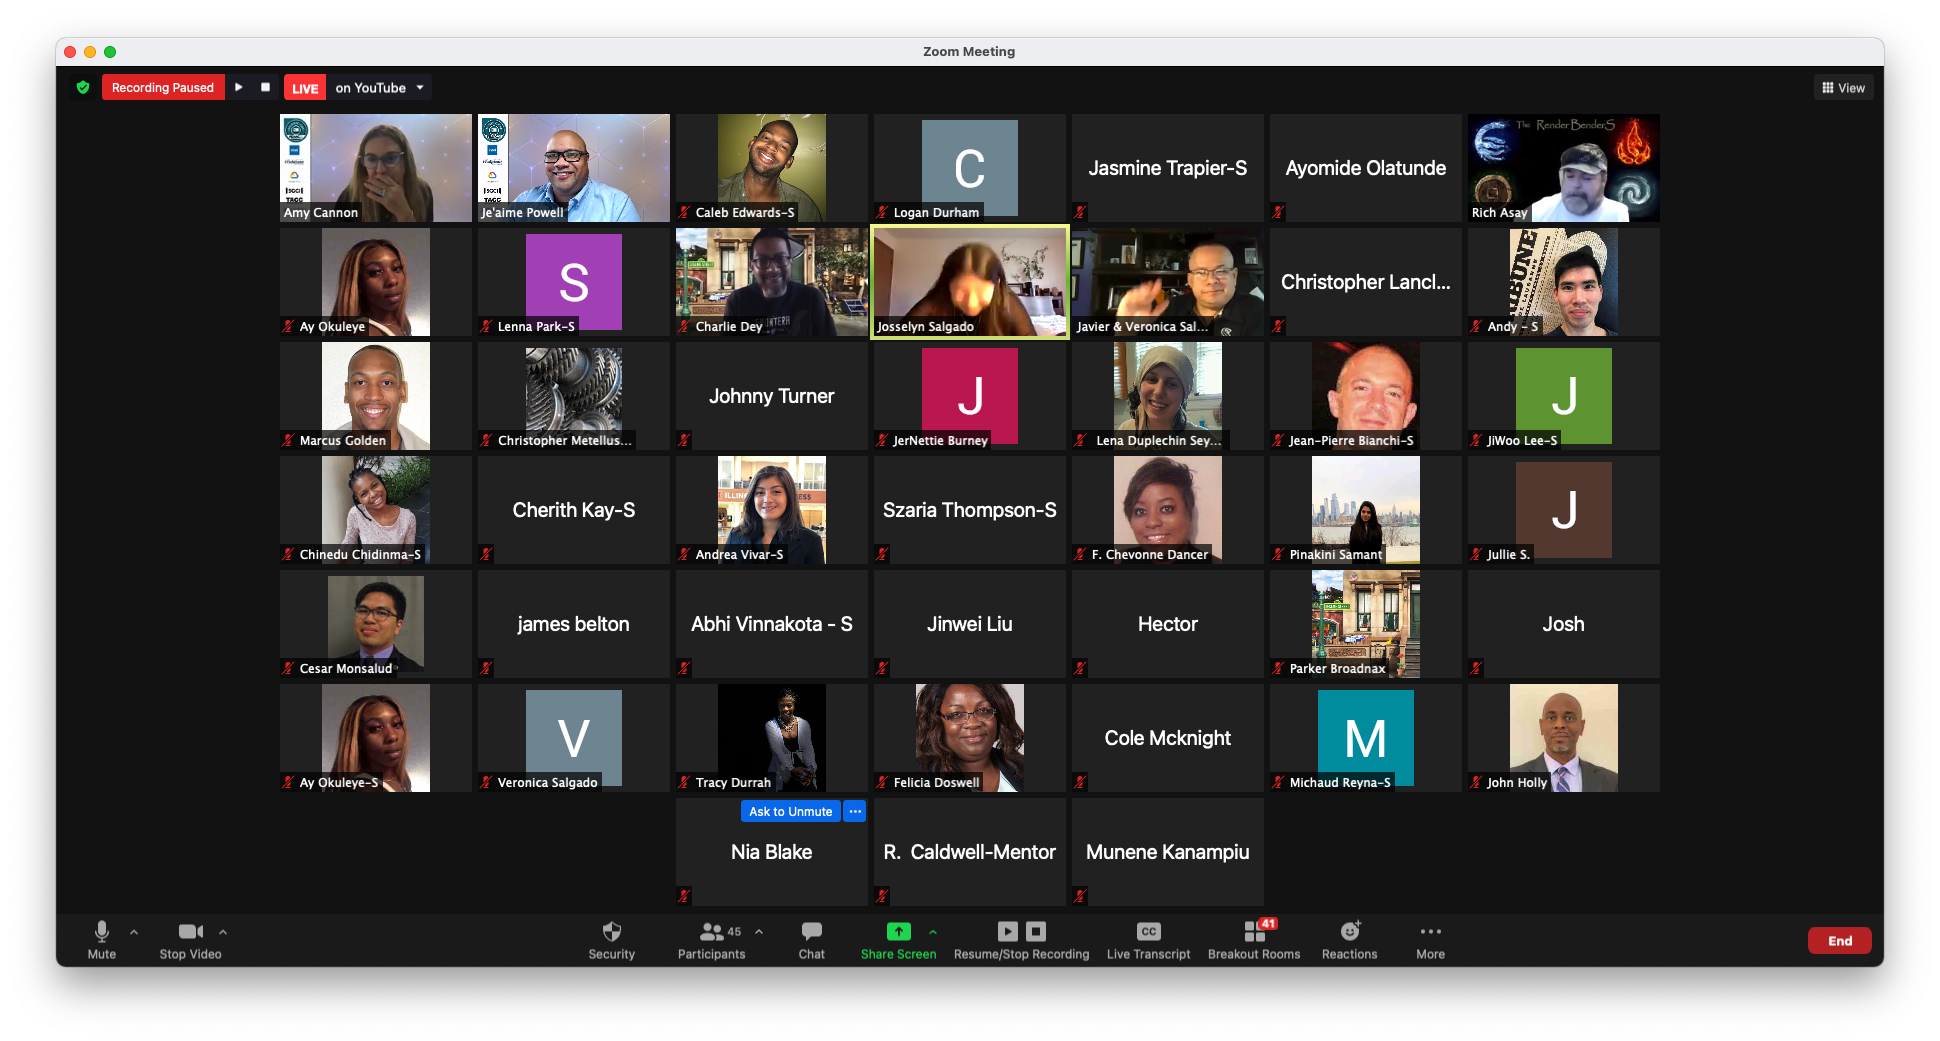 Zoom Meeting
Recording Paused
LIVE on YouTube
View
Amy Cannon
Je'aime Powell
Caleb Edwards-S
C
Logan Durham
Jasmine Trapier-S
Ayomide Olatunde
The RenderBenderS
Rich Asay
Ay Okuleye
S
Lenna Park-S
Charlie Dey
Josselyn Salgado
Javier & Veronica Sal...
Christopher Lancl...
Andy - S
Marcus Golden
Christopher Metellus...
Johnny Turner
J
JerNettie Burney
Lena Duplechin Sey...
Jean-Pierre Bianchi-S
J
JiWoo Lee-S
Chinedu Chidinma-S
Cherith Kay-S
ILLIN
Andrea Vivar-S
Szaria Thompson-S
F. Chevonne Dancer
Pinakini Samant
J
Jullie S.
Cesar Monsalud
james belton
Abhi Vinnakota - S
Jinwei Liu
Hector
Parker Broadnax
Josh
Ay Okuleye-S
V
Veronica Salgado
Tracy Durrah
Felicia Doswell
Cole Mcknight
M
Michaud Reyna-S
John Holly
Ask to Unmute
Nia Blake
R. Caldwell-Mentor
Munene Kanampiu
Mute
Stop Video
Security
45
Participants
Chat
Share Screen
Resume/Stop Recording
CC
Live Transcript
41
Breakout Rooms
Reactions
More
End